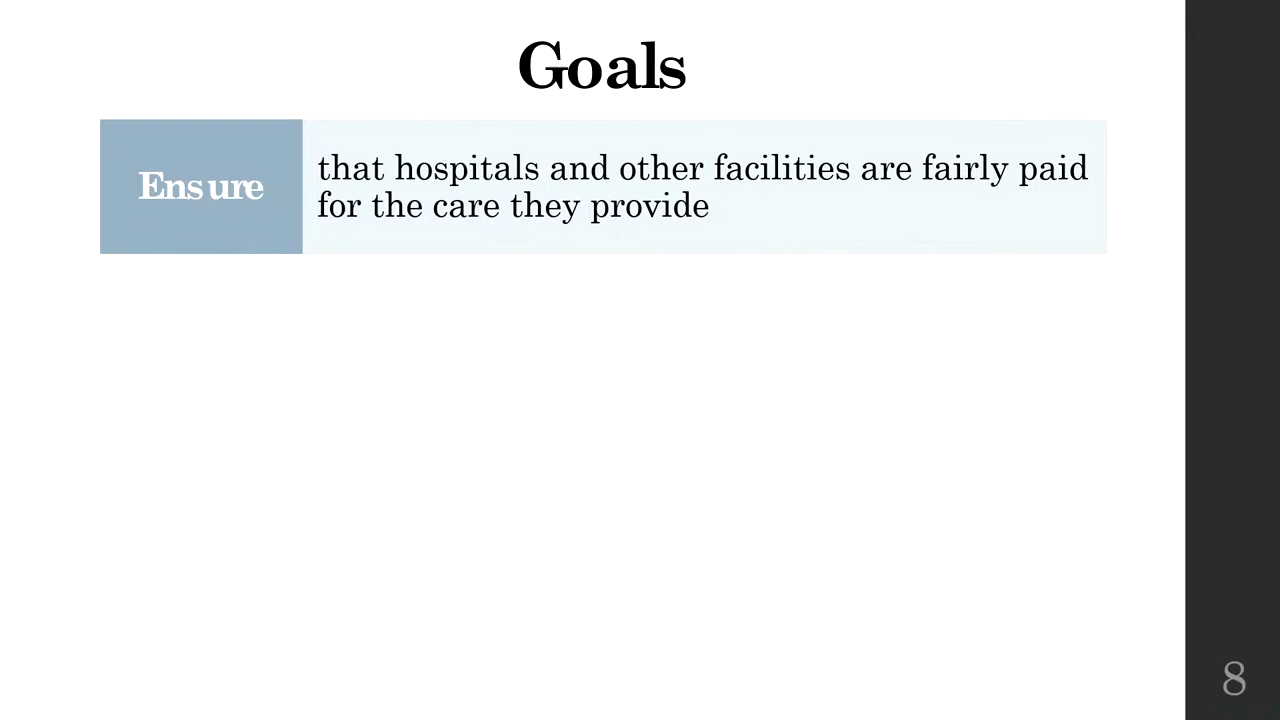 Goals
Ensure
that hospitals and other facilities are fairly paid
for the care they provide
8